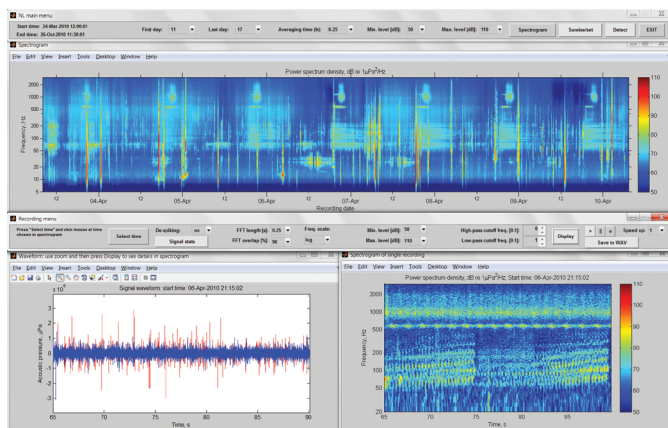 NL main menu
Start time: 24-Mar-2010 12:00:01
End time: 26-Oct-2010 11:38:01
First day: 11 Last day: 17 Averaging time (h): 0.25 Min. level [dB]: 50 Max. level [dB]: 110 Spectrogram Sunrise/set Detect EXIT
Spectrogram
File Edit View Insert Tools Desktop Window Help
Power spectrum density, dB re 1µPa²/Hz
Frequency, Hz
2000
1000
500
200
100
50
20
10
5
110
100
90
80
70
60
50
12 04-Apr 12 05-Apr 12 06-Apr 12 07-Apr 12 08-Apr 12 09-Apr 12 10-Apr
Recording date
Recording menu
Press "Select time" and click mouse at time
chosen in spectrogram
Select time
De-spiking: on
Signal stats
FFT length [s]: 0.25
FFT overlap [%]: 50
Freq. scale:
log
Min. level [dB]: 50
Max. level [dB]: 110
High pass cutoff freq. [0-1]: 0
Low pass cutoff freq. [0-1]: 1
Display
Speed up: 1
Save to WAV
Waveform: use zoom and then press Display to see details in spectrogram
File Edit View Insert Tools Desktop Window Help
Signal waveform. start time: 06-Apr-2010 21:15:02
Acoustic pressure, µPa
3
2
1
0
-1
-2
-3
65 70 75 80 85 90
Time, s
Spectrogram of single recording
File Edit View Insert Tools Desktop Window Help
Power spectrum density, dB re 1µPa²/Hz, Start time: 06-Apr-2010 21:15:02
Frequency, Hz
2000
1000
500
200
100
50
20
110
100
90
80
70
60
50
65 70 75 80 85
Time, s